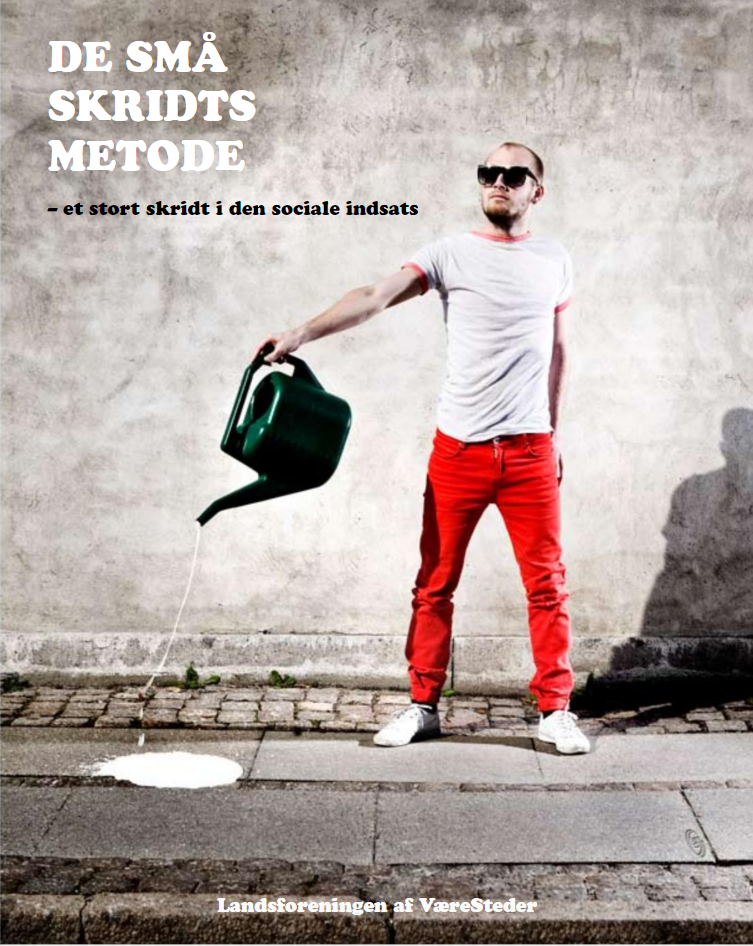 DE SMÅ
SKRIDTS
METODE
– et stort skridt i den sociale indsats
Landsforeningen af VæreSteder